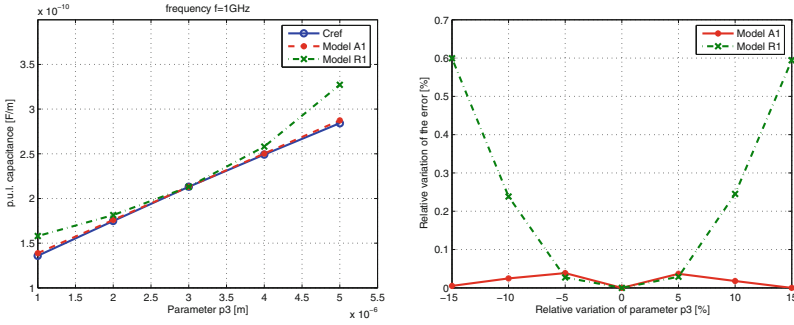 frequency f=1GHz
x 10⁻¹⁰
p.u.l. capacitance [F/m]
3.5
3
2.5
2
1.5
1
1 1.5 2 2.5 3 3.5 4 4.5 5 5.5
Parameter p3 [m]
x 10⁻⁶
Cref
Model A1
Model R1
Relative variation of the error [%]
0.7
0.6
0.5
0.4
0.3
0.2
0.1
0
−15 −10 −5 0 5 10 15
Relative variation of parameter p3 [%]
Model A1
Model R1